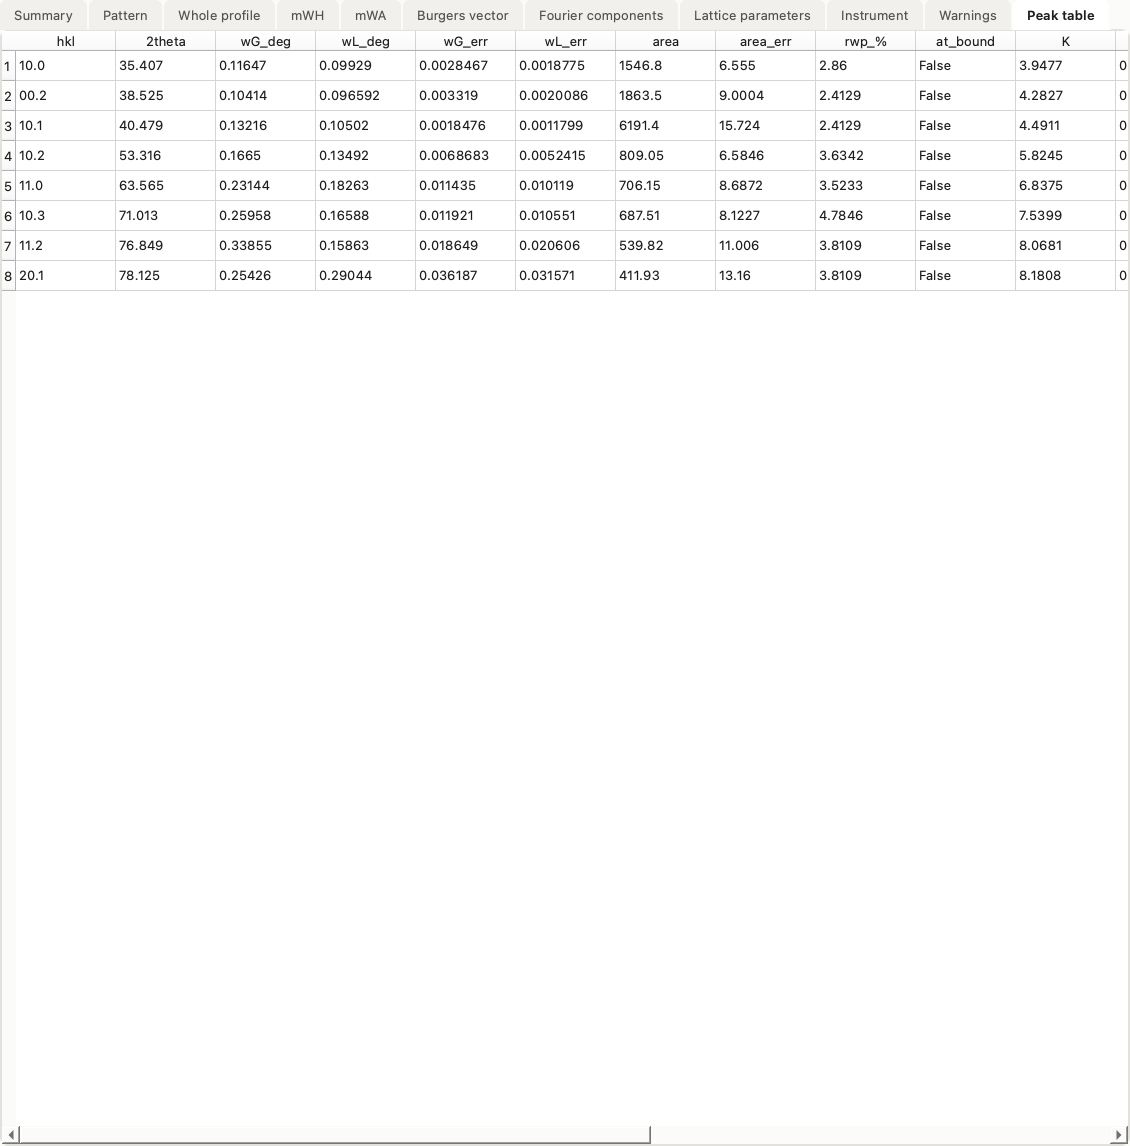 Summary Pattern Whole profile mWH mWA Burgers vector Fourier components Lattice parameters Instrument Warnings Peak table
hkl 2theta wG_deg wL_deg wG_err wL_err area area_err rwp_% at_bound K
1 10.0 35.407 0.11647 0.09929 0.0028467 0.0018775 1546.8 6.555 2.86 False 3.9477 0
2 00.2 38.525 0.10414 0.096592 0.003319 0.0020086 1863.5 9.0004 2.4129 False 4.2827 0
3 10.1 40.479 0.13216 0.10502 0.0018476 0.0011799 6191.4 15.724 2.4129 False 4.4911 0
4 10.2 53.316 0.1665 0.13492 0.0068683 0.0052415 809.05 6.5846 3.6342 False 5.8245 0
5 11.0 63.565 0.23144 0.18263 0.011435 0.010119 706.15 8.6872 3.5233 False 6.8375 0
6 10.3 71.013 0.25958 0.16588 0.011921 0.010551 687.51 8.1227 4.7846 False 7.5399 0
7 11.2 76.849 0.33855 0.15863 0.018649 0.020606 539.82 11.006 3.8109 False 8.0681 0
8 20.1 78.125 0.25426 0.29044 0.036187 0.031571 411.93 13.16 3.8109 False 8.1808 0